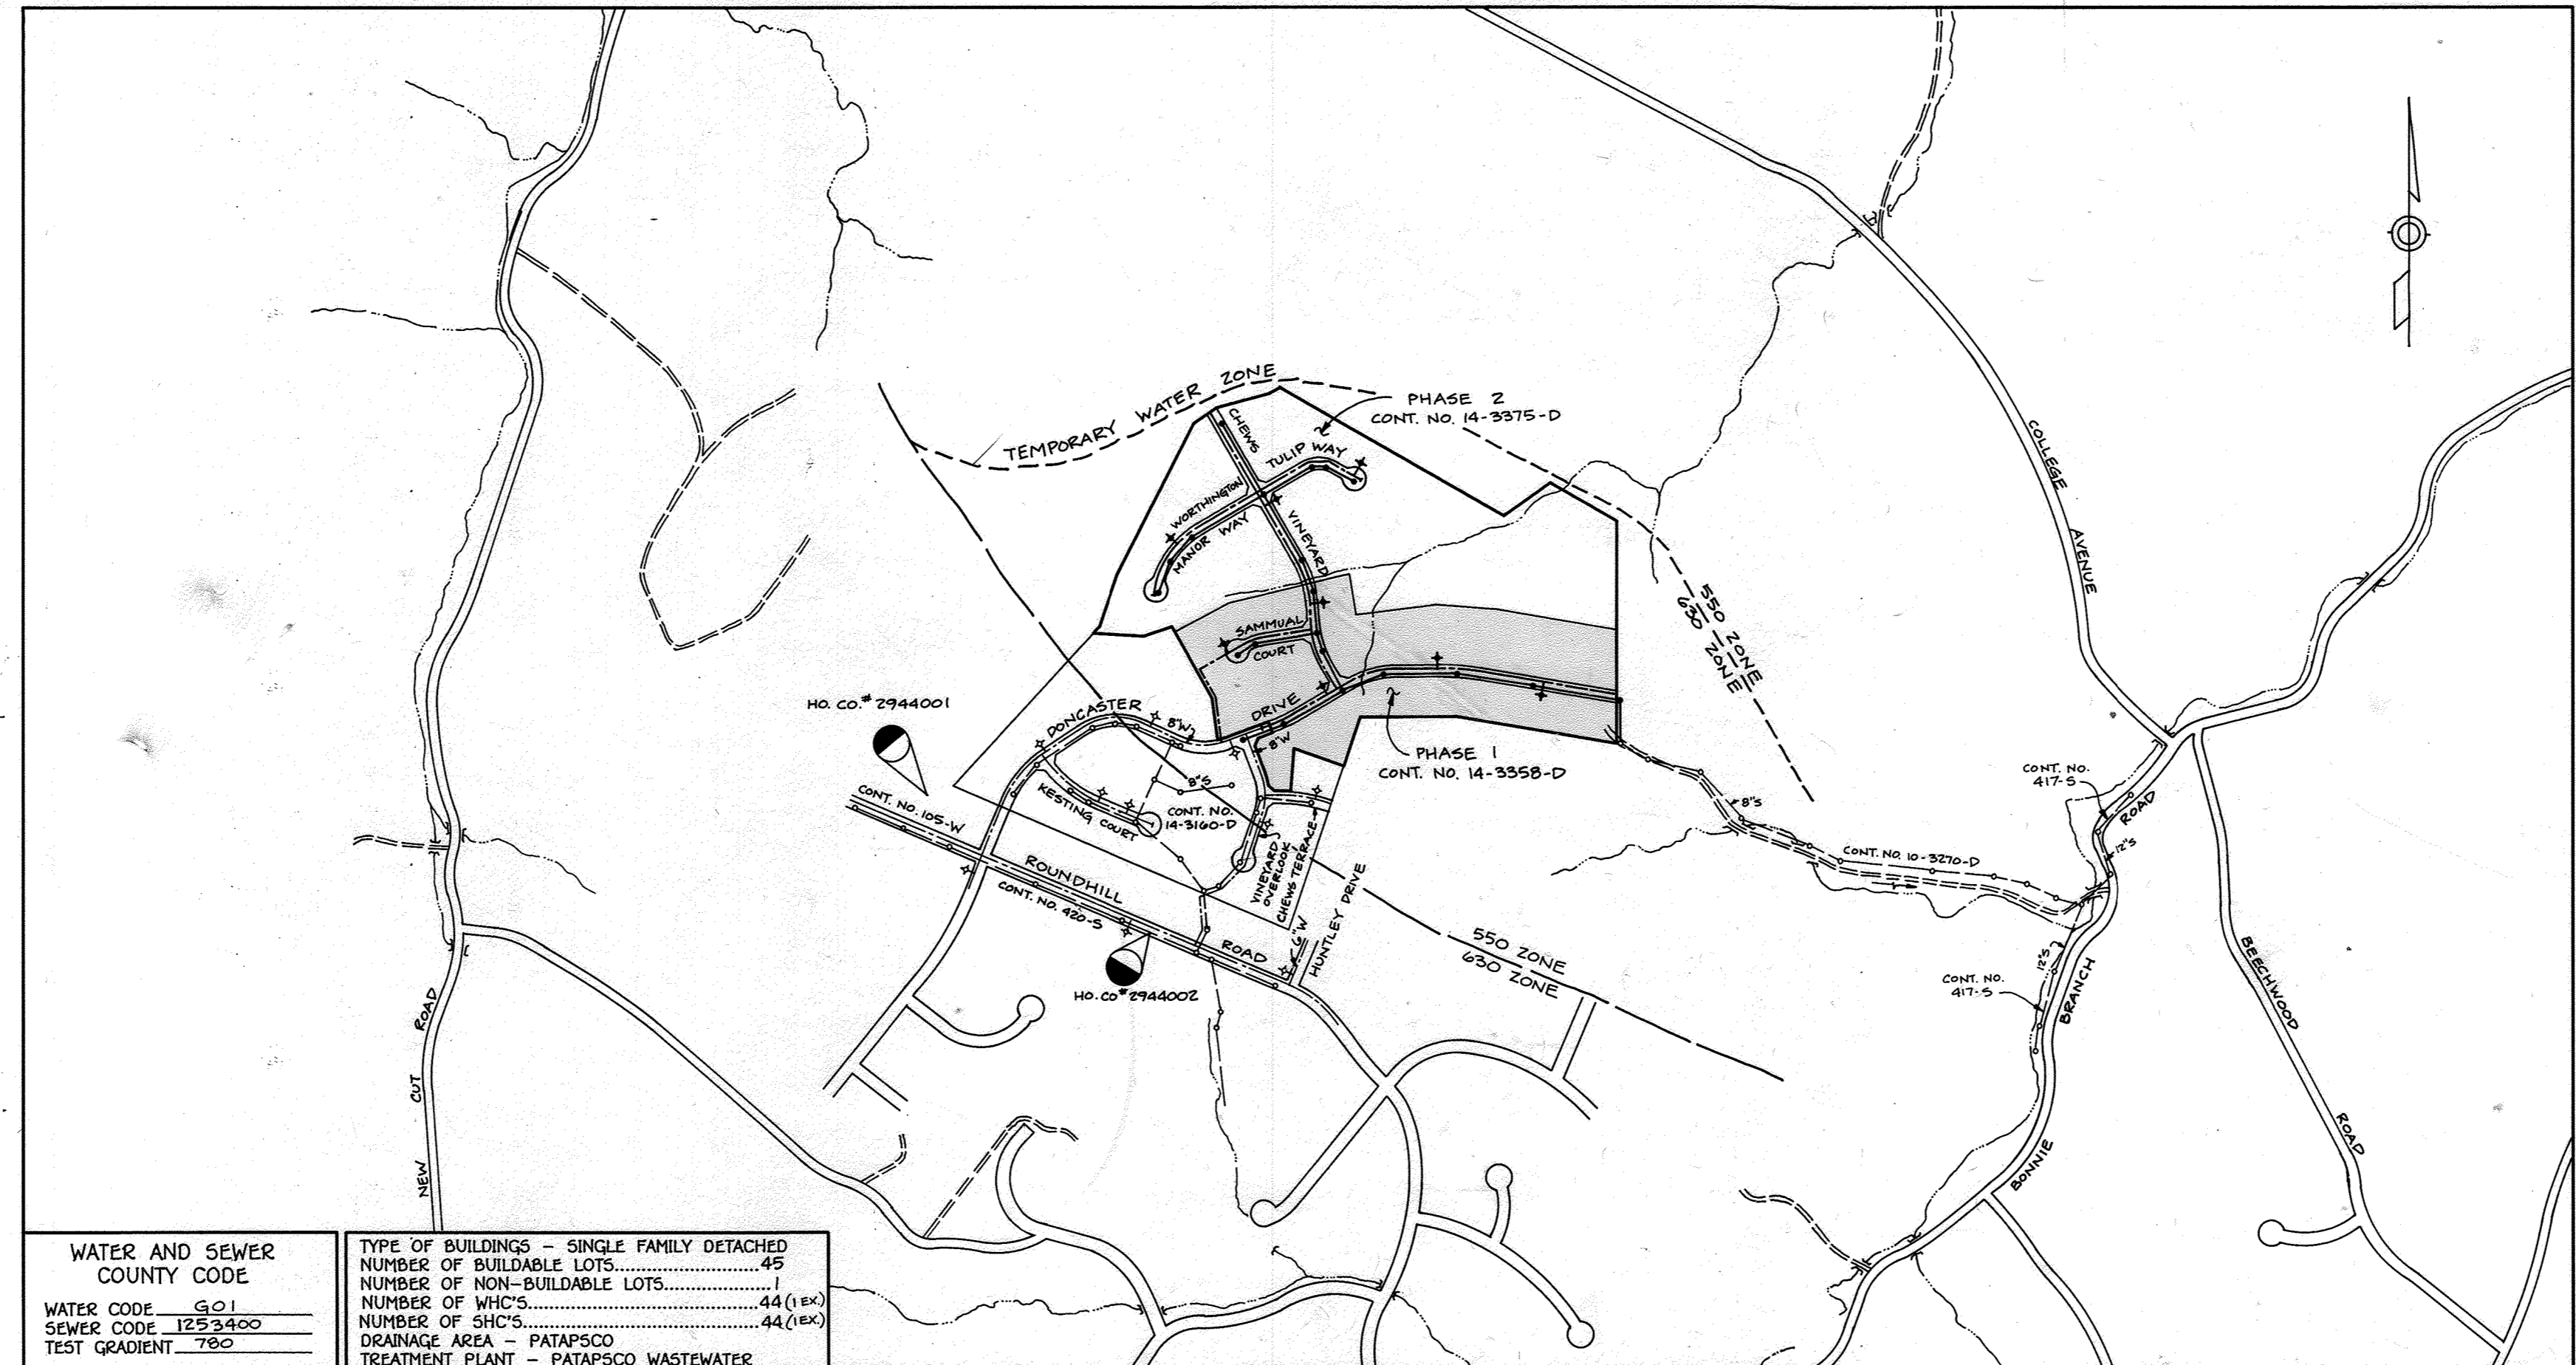 TEMPORARY WATER ZONE
PHASE 2
CONT. NO. 14-3375-D
CHEWS
VINEYARD
TULIP WAY
WORTHINGTON
MANOR WAY
SAMMUAL
COURT
COLLEGE
AVENUE
550 ZONE
630 ZONE
HO. CO.# 2944001
DONCASTER
DRIVE
8"W
8"W
8"S
PHASE 1
CONT. NO. 14-3358-D
KESTING COURT
CONT. NO.
14-3160-D
CONT. NO. 105-W
ROUNDHILL
ROAD
CONT. NO. 420-S
VINEYARD
OVERLOOK
CHEWS TERRACE
6"W
HUNTLEY DRIVE
HO. CO# 2944002
550 ZONE
630 ZONE
8"S
CONT. NO. 10-3270-D
CONT. NO.
417-S
12"S
CONT. NO.
417-S
12"S
BONNIE
BRANCH
ROAD
BEECHWOOD
ROAD
NEW CUT ROAD
WATER AND SEWER
COUNTY CODE
WATER CODE G01
SEWER CODE 1253400
TEST GRADIENT 780
TYPE OF BUILDINGS - SINGLE FAMILY DETACHED
NUMBER OF BUILDABLE LOTS........................45
NUMBER OF NON-BUILDABLE LOTS...................1
NUMBER OF WHC'S.......................................44 (1 EX.)
NUMBER OF SHC'S........................................44 (1 EX.)
DRAINAGE AREA - PATAPSCO
TREATMENT PLANT - PATAPSCO WASTEWATER